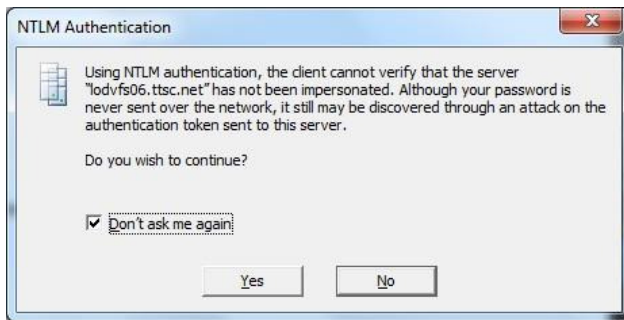 NTLM Authentication
Using NTLM authentication, the client cannot verify that the server
"lodvfs06.ttsc.net" has not been impersonated. Although your password is
never sent over the network, it still may be discovered through an attack on the
authentication token sent to this server.
Do you wish to continue?
Don't ask me again
Yes
No